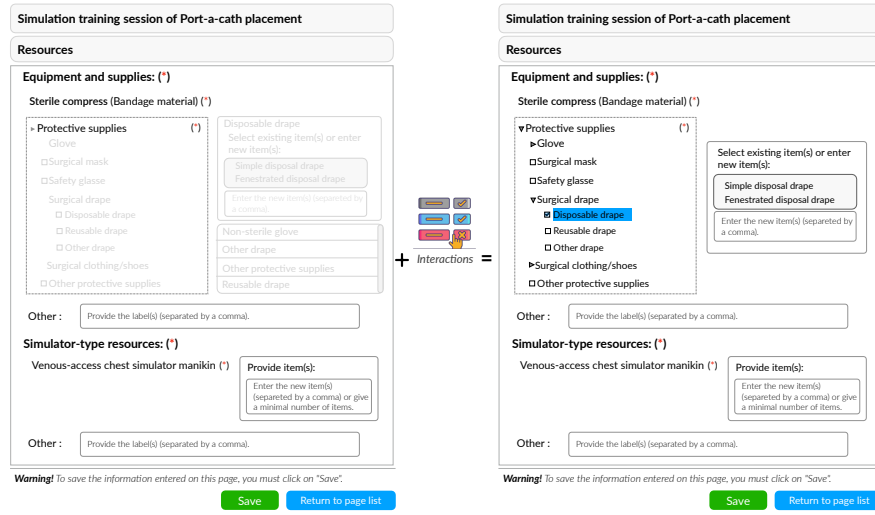 Simulation training session of Port-a-cath placement
Resources
Equipment and supplies: (*)
Sterile compress (Bandage material) (*)
Protective supplies (*)
Glove
Surgical mask
Safety glasse
Surgical drape
Disposable drape
Reusable drape
Other drape
Surgical clothing/shoes
Other protective supplies
Disposable drape
Select existing item(s) or enter
new item(s):
Simple disposal drape
Fenestrated disposal drape
Enter the new item(s) (separeted by
a comma).
Non-sterile glove
Other drape
Other protective supplies
Reusable drape
Other :
Provide the label(s) (separated by a comma).
Simulator-type resources: (*)
Venous-access chest simulator manikin (*)
Provide item(s):
Enter the new item(s)
(separeted by a comma) or give
a minimal number of items.
Other :
Provide the label(s) (separated by a comma).
Warning! To save the information entered on this page, you must click on "Save".
Save
Return to page list
+
Interactions
=
Simulation training session of Port-a-cath placement
Resources
Equipment and supplies: (*)
Sterile compress (Bandage material) (*)
Protective supplies (*)
Glove
Surgical mask
Safety glasse
Surgical drape
Disposable drape
Reusable drape
Other drape
Surgical clothing/shoes
Other protective supplies
Select existing item(s) or enter
new item(s):
Simple disposal drape
Fenestrated disposal drape
Enter the new item(s) (separeted by
a comma).
Other :
Provide the label(s) (separated by a comma).
Simulator-type resources: (*)
Venous-access chest simulator manikin (*)
Provide item(s):
Enter the new item(s)
(separeted by a comma) or give
a minimal number of items.
Other :
Provide the label(s) (separated by a comma).
Warning! To save the information entered on this page, you must click on "Save".
Save
Return to page list